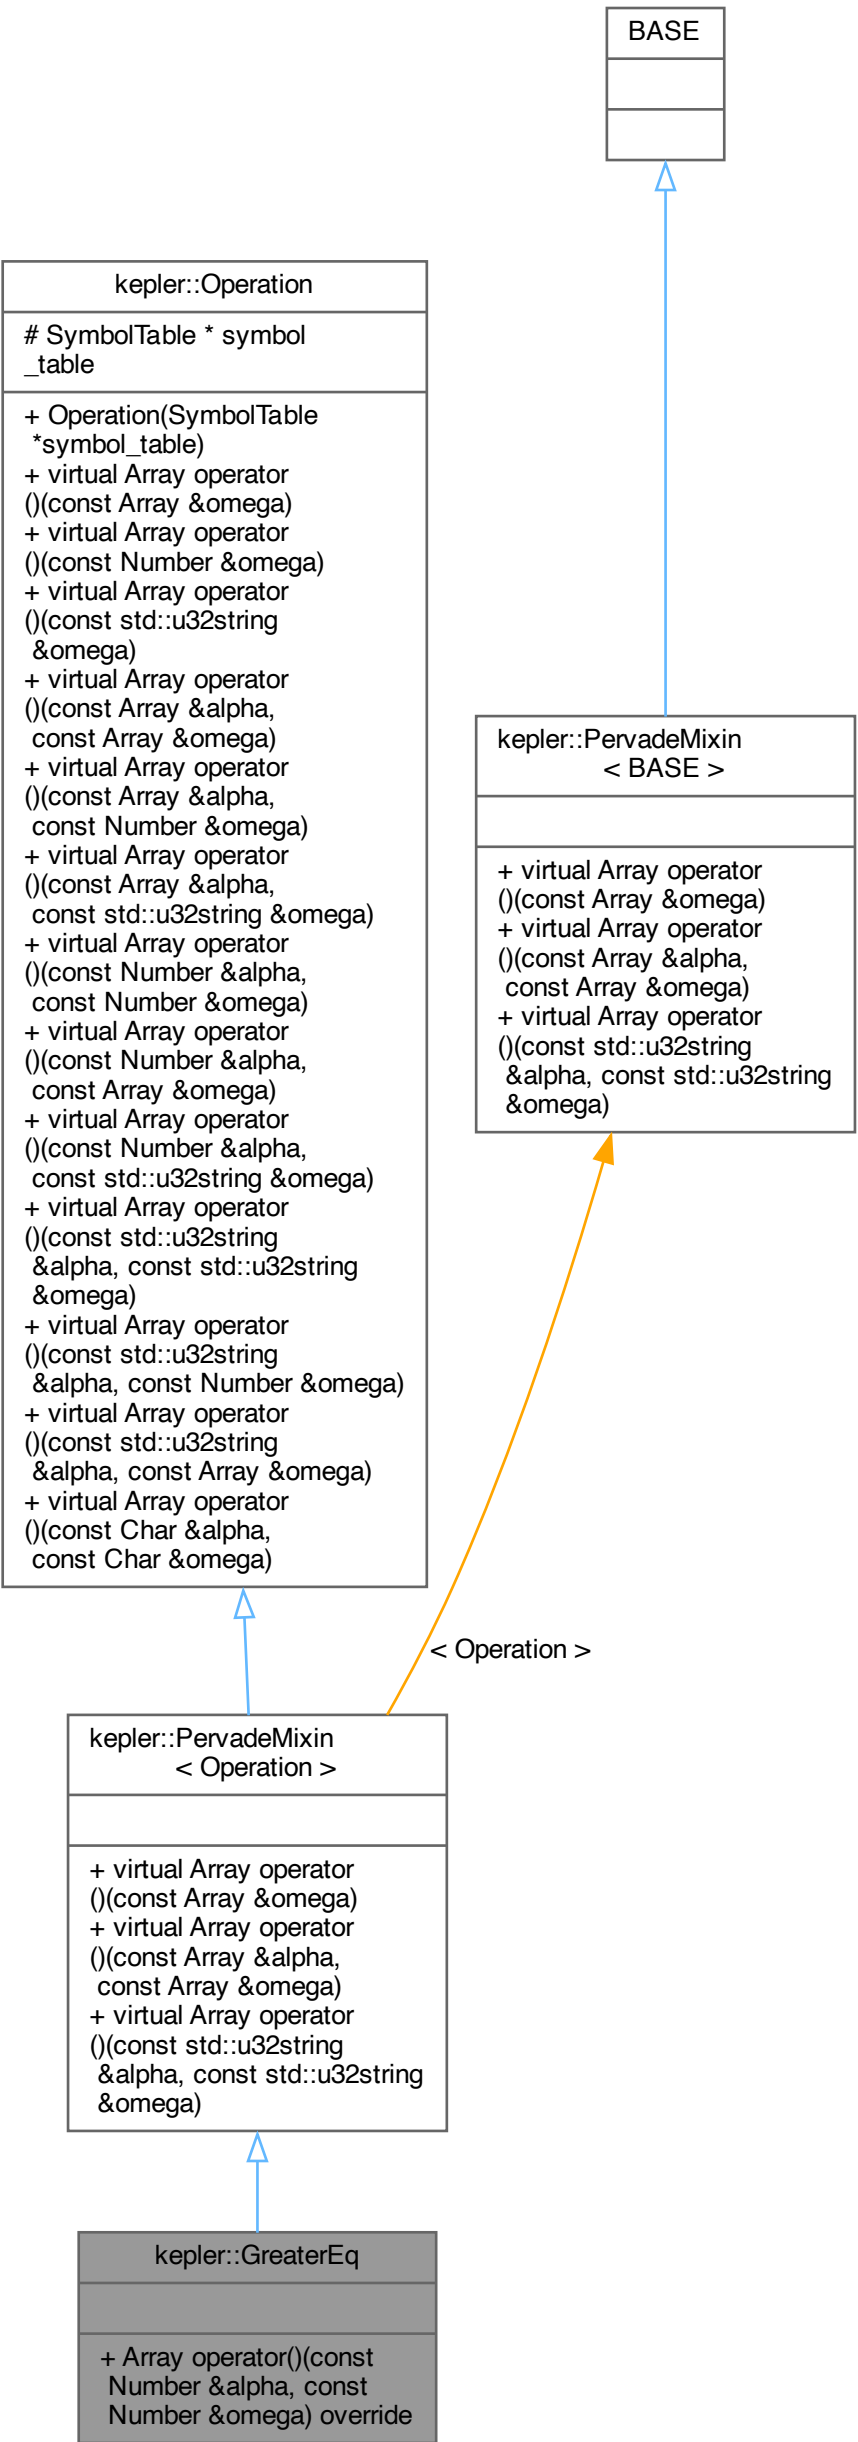 BASE
kepler::Operation
# SymbolTable * symbol
_table
+ Operation(SymbolTable
*symbol_table)
+ virtual Array operator
()(const Array &omega)
+ virtual Array operator
()(const Number &omega)
+ virtual Array operator
()(const std::u32string
&omega)
+ virtual Array operator
()(const Array &alpha,
const Array &omega)
+ virtual Array operator
()(const Array &alpha,
const Number &omega)
+ virtual Array operator
()(const Array &alpha,
const std::u32string &omega)
+ virtual Array operator
()(const Number &alpha,
const Number &omega)
+ virtual Array operator
()(const Number &alpha,
const Array &omega)
+ virtual Array operator
()(const Number &alpha,
const std::u32string &omega)
+ virtual Array operator
()(const std::u32string
&alpha, const std::u32string
&omega)
+ virtual Array operator
()(const std::u32string
&alpha, const Number &omega)
+ virtual Array operator
()(const std::u32string
&alpha, const Array &omega)
+ virtual Array operator
()(const Char &alpha,
const Char &omega)
kepler::PervadeMixin
< BASE >
+ virtual Array operator
()(const Array &omega)
+ virtual Array operator
()(const Array &alpha,
const Array &omega)
+ virtual Array operator
()(const std::u32string
&alpha, const std::u32string
&omega)
< Operation >
kepler::PervadeMixin
< Operation >
+ virtual Array operator
()(const Array &omega)
+ virtual Array operator
()(const Array &alpha,
const Array &omega)
+ virtual Array operator
()(const std::u32string
&alpha, const std::u32string
&omega)
kepler::GreaterEq
+ Array operator()(const
Number &alpha, const
Number &omega) override